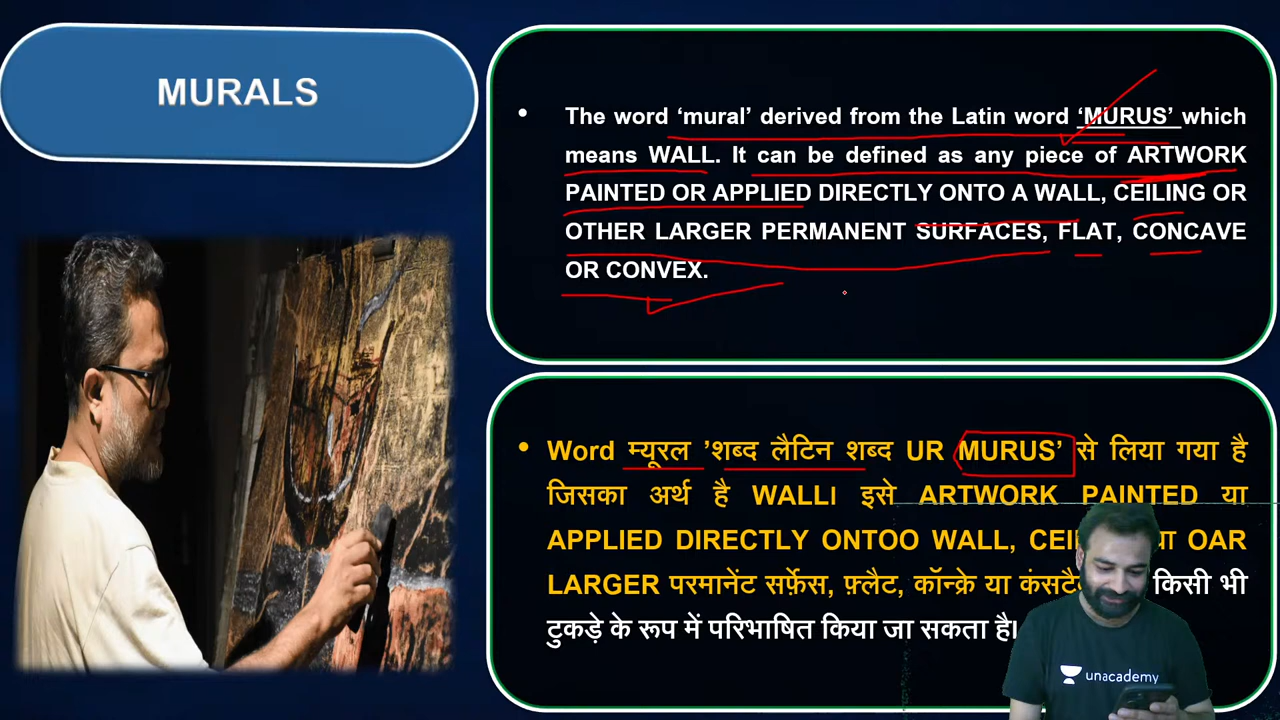 MURALS
• The word ‘mural’ derived from the Latin word ‘MURUS’ which
means WALL. It can be defined as any piece of ARTWORK
PAINTED OR APPLIED DIRECTLY ONTO A WALL, CEILING OR
OTHER LARGER PERMANENT SURFACES, FLAT, CONCAVE
OR CONVEX.
• Word म्यूरल ’शब्द लैटिन शब्द UR MURUS’ से लिया गया है
जिसका अर्थ है WALL। इसे ARTWORK PAINTED या
APPLIED DIRECTLY ONTOO WALL, OAR
LARGER परमानेंट सर्फ़ेस, फ़्लैट, कॉन्क्रे या किसी भी
टुकड़े के रूप में परिभाषित किया जा सकता है।
unacademy